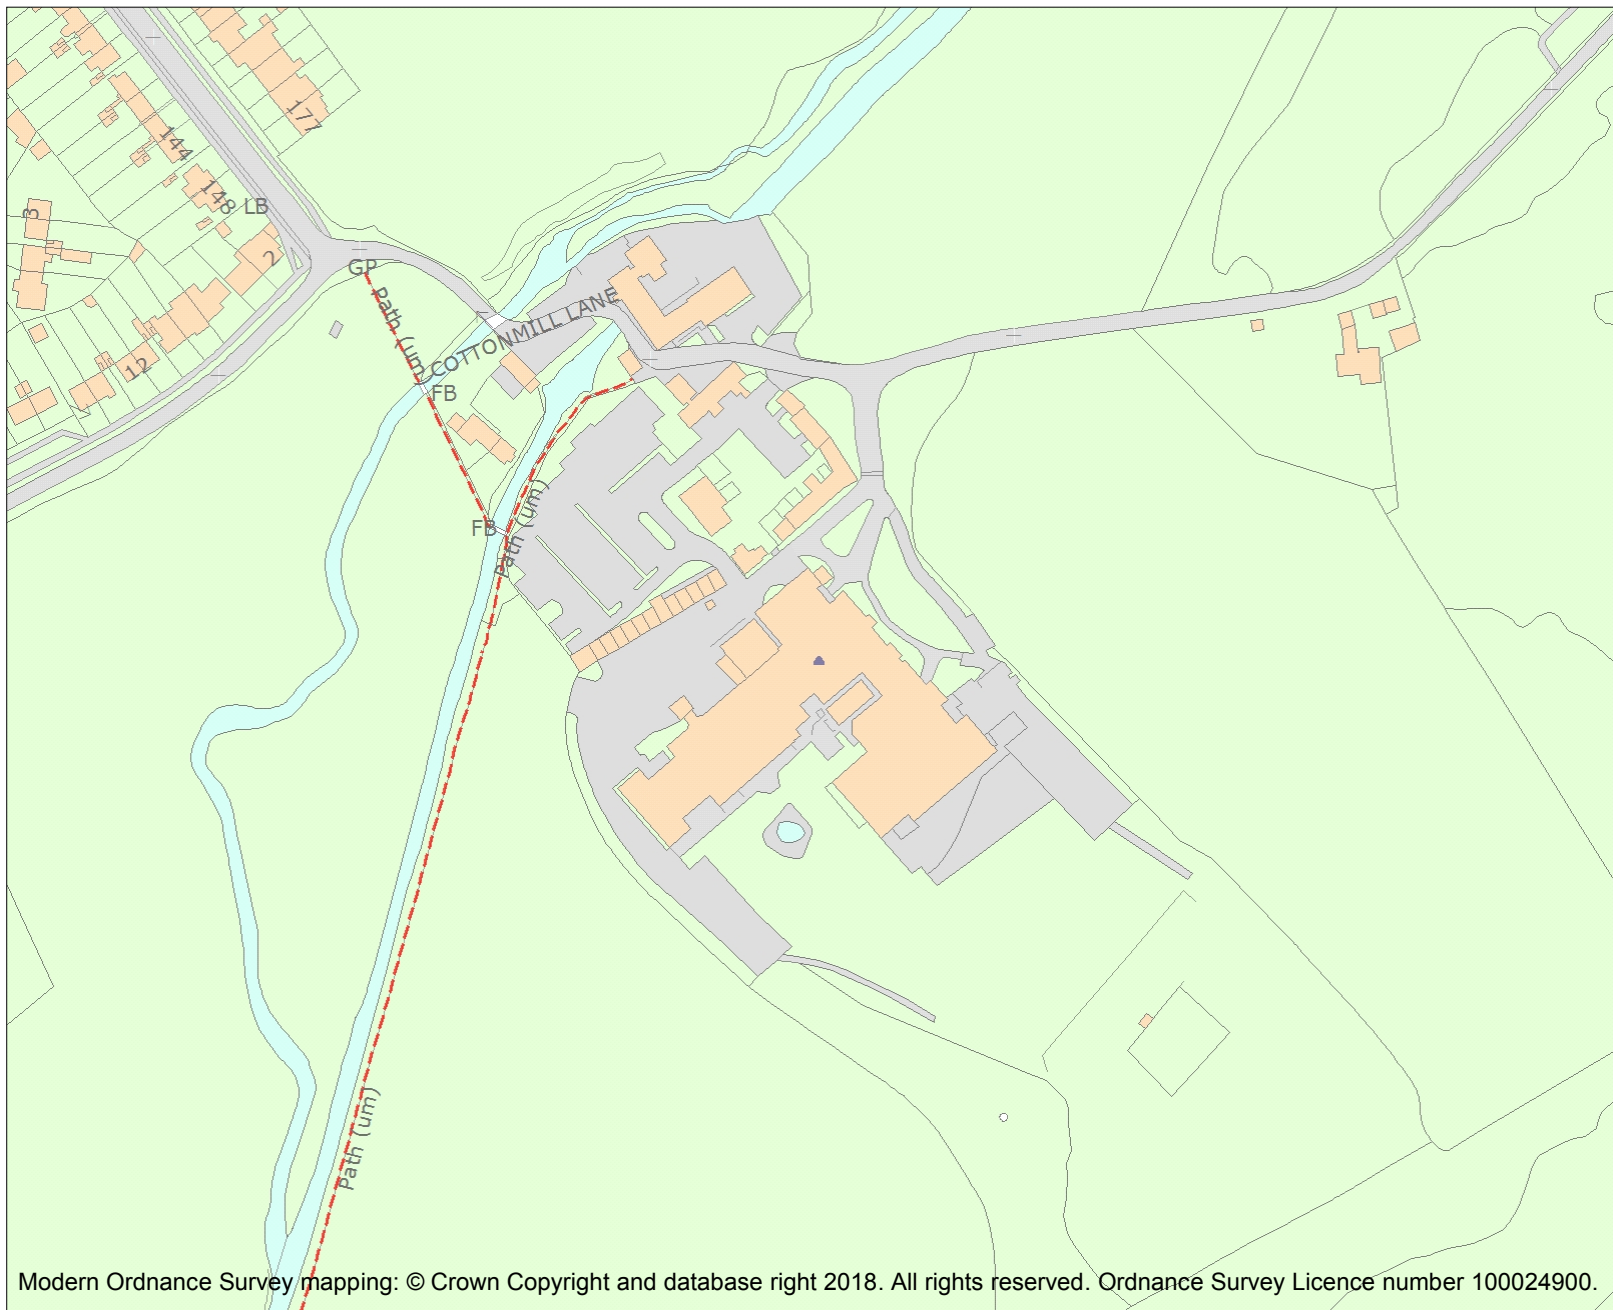 177
144
148
LB
3
2
GP
Path (um)
COTTONMILL LANE
12
FB
FB
Path (um)
Path (um)
Modern Ordnance Survey mapping: © Crown Copyright and database right 2018. All rights reserved. Ordnance Survey Licence number 100024900.